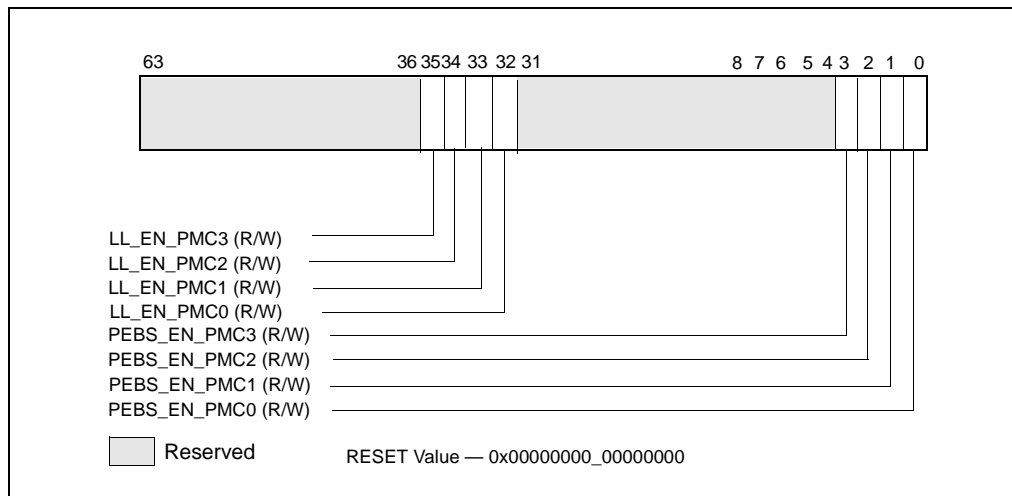 63 36 35 34 33 32 31 8 7 6 5 4 3 2 1 0
LL_EN_PMC3 (R/W)
LL_EN_PMC2 (R/W)
LL_EN_PMC1 (R/W)
LL_EN_PMC0 (R/W)
PEBS_EN_PMC3 (R/W)
PEBS_EN_PMC2 (R/W)
PEBS_EN_PMC1 (R/W)
PEBS_EN_PMC0 (R/W)
Reserved RESET Value — 0x00000000_00000000